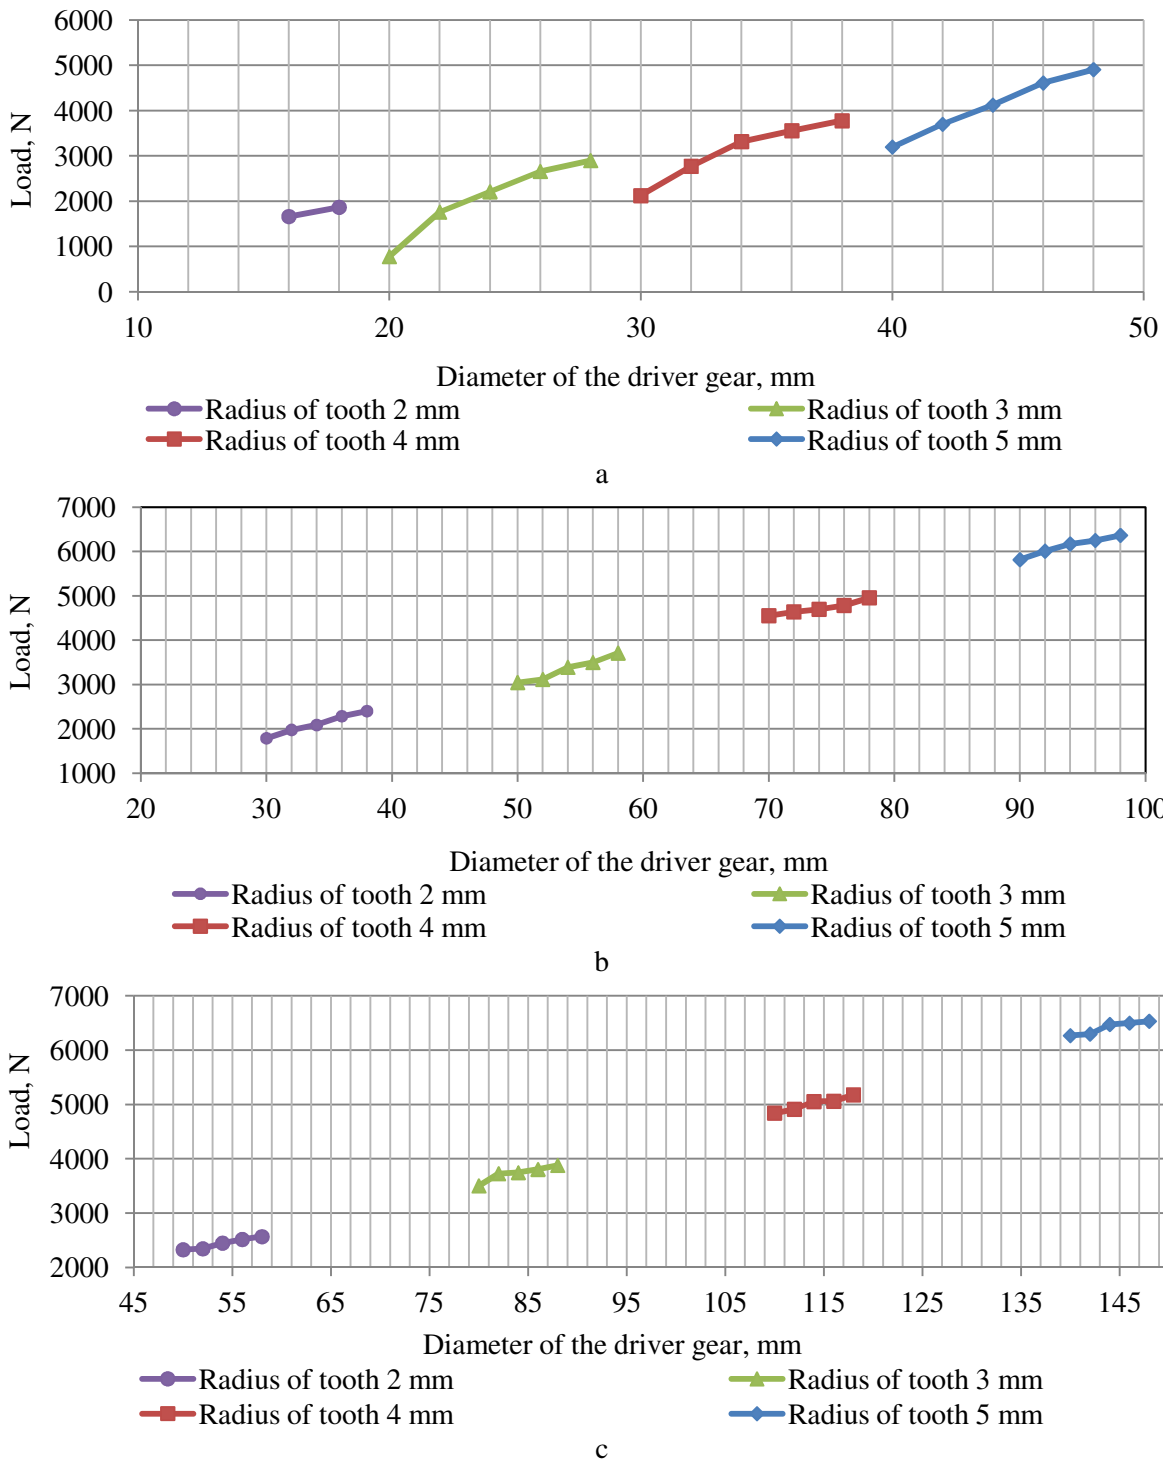 6000
5000
4000
3000
2000
1000
0
Load, N
10 20 30 40 50
Diameter of the driver gear, mm
Radius of tooth 2 mm Radius of tooth 3 mm
Radius of tooth 4 mm Radius of tooth 5 mm
a
7000
6000
5000
4000
3000
2000
1000
Load, N
20 30 40 50 60 70 80 90 100
Diameter of the driver gear, mm
Radius of tooth 2 mm Radius of tooth 3 mm
Radius of tooth 4 mm Radius of tooth 5 mm
b
7000
6000
5000
4000
3000
2000
Load, N
45 55 65 75 85 95 105 115 125 135 145
Diameter of the driver gear, mm
Radius of tooth 2 mm Radius of tooth 3 mm
Radius of tooth 4 mm Radius of tooth 5 mm
c